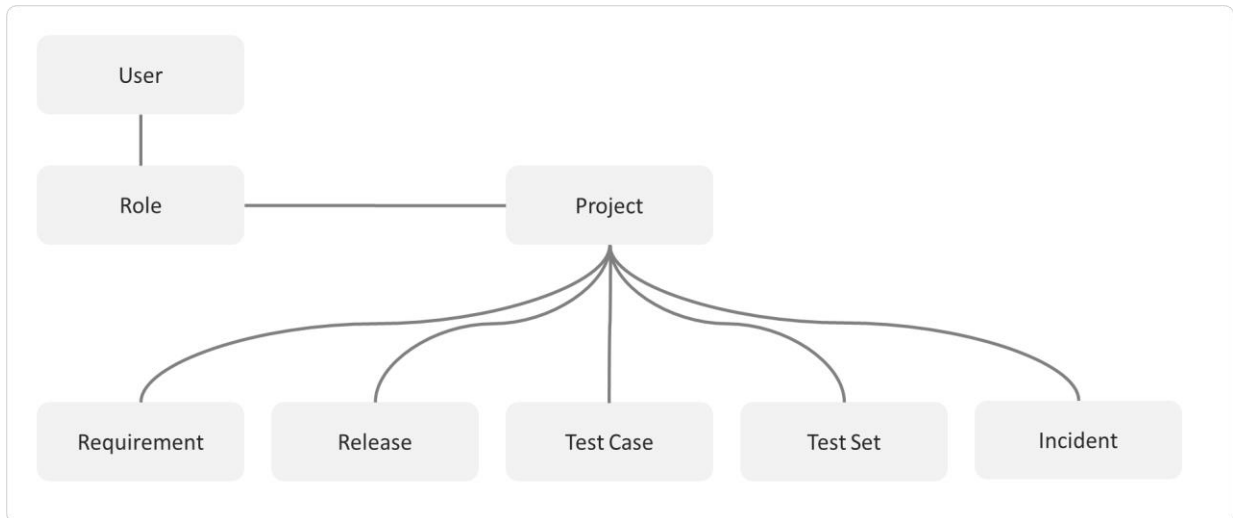 User
Role
Project
Requirement
Release
Test Case
Test Set
Incident